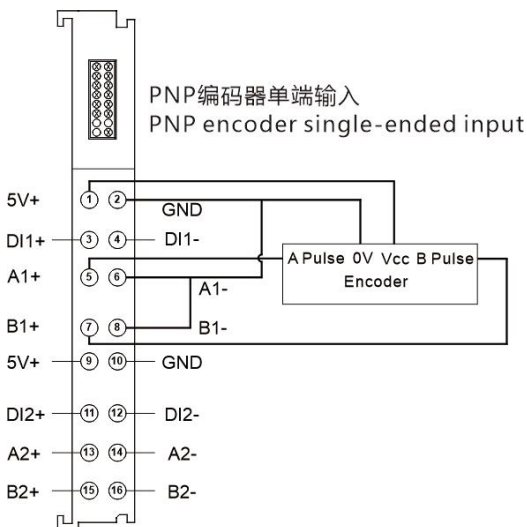 PNP编码器单端输入
PNP encoder single-ended input
5V+ 1 2 GND
DI1+ 3 4 DI1-
A Pulse 0V Vcc B Pulse
Encoder
A1+ 5 6 A1-
B1+ 7 8 B1-
5V+ 9 10 GND
DI2+ 11 12 DI2-
A2+ 13 14 A2-
B2+ 15 16 B2-